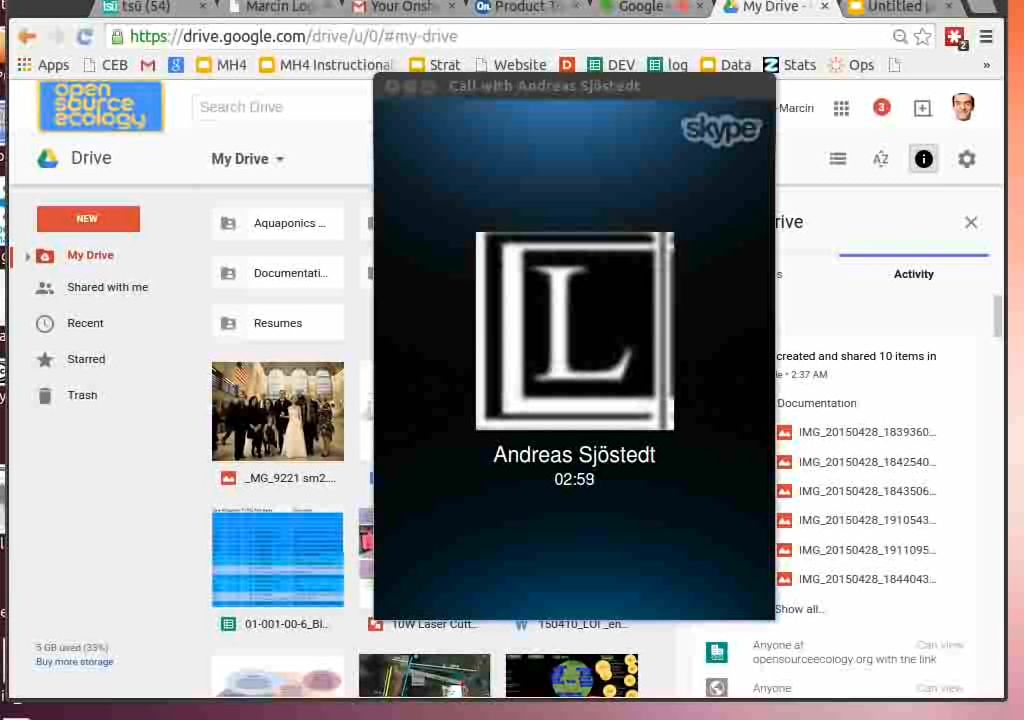 tsū (54)
Marcin Log
Your Onsh
Product T
Google
My Drive -
Untitled p
https://drive.google.com/drive/u/0/#my-drive
2
Apps
CEB
MH4
MH4 Instructional
Strat
Website
DEV
log
Data
Stats
Ops
»
Call with Andreas Sjöstedt
open
source
ecology
Search Drive
skype
-Marcin
3
Drive
My Drive
AZ
NEW
Aquaponics ...
rive
My Drive
Activity
Documentati...
Shared with me
Resumes
Recent
L
created and shared 10 items in
Starred
2:37 AM
Trash
Documentation
IMG_20150428_1839360...
Andreas Sjöstedt
IMG_20150428_1842540...
_MG_9221 sm2....
02:59
IMG_20150428_1843506...
IMG_20150428_1910543...
IMG_20150428_1911095...
IMG_20150428_1844043...
Show all...
01-001-00-6_Bi...
10W Laser Cutt...
150410_LOI_en...
5 GB used (33%)
Buy more storage
Anyone at
opensourceecology.org with the link
Can view
Anyone
Can view